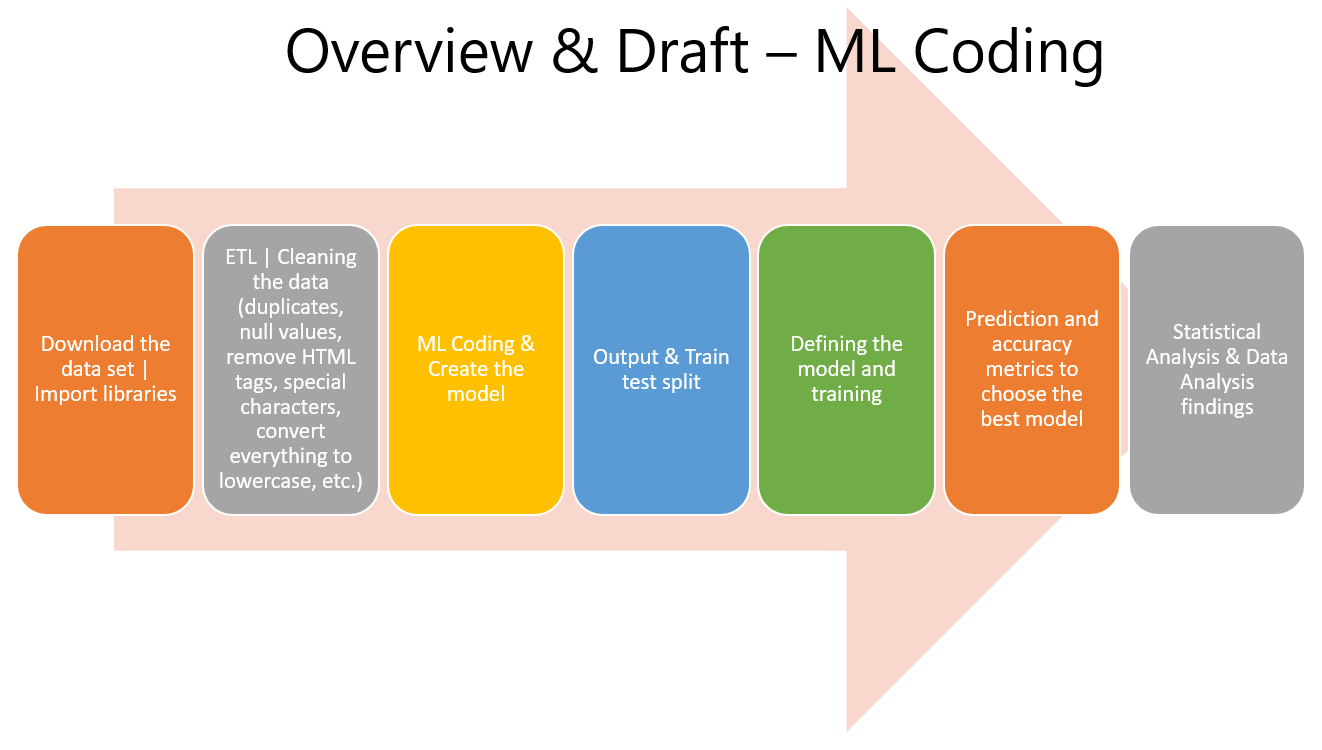 Overview & Draft – ML Coding
Download the
data set |
Import libraries
ETL | Cleaning
the data
(duplicates,
null values,
remove HTML
tags, special
characters,
convert
everything to
lowercase, etc.)
ML Coding &
Create the
model
Output & Train
test split
Defining the
model and
training
Prediction and
accuracy
metrics to
choose the
best model
Statistical
Analysis & Data
Analysis
findings